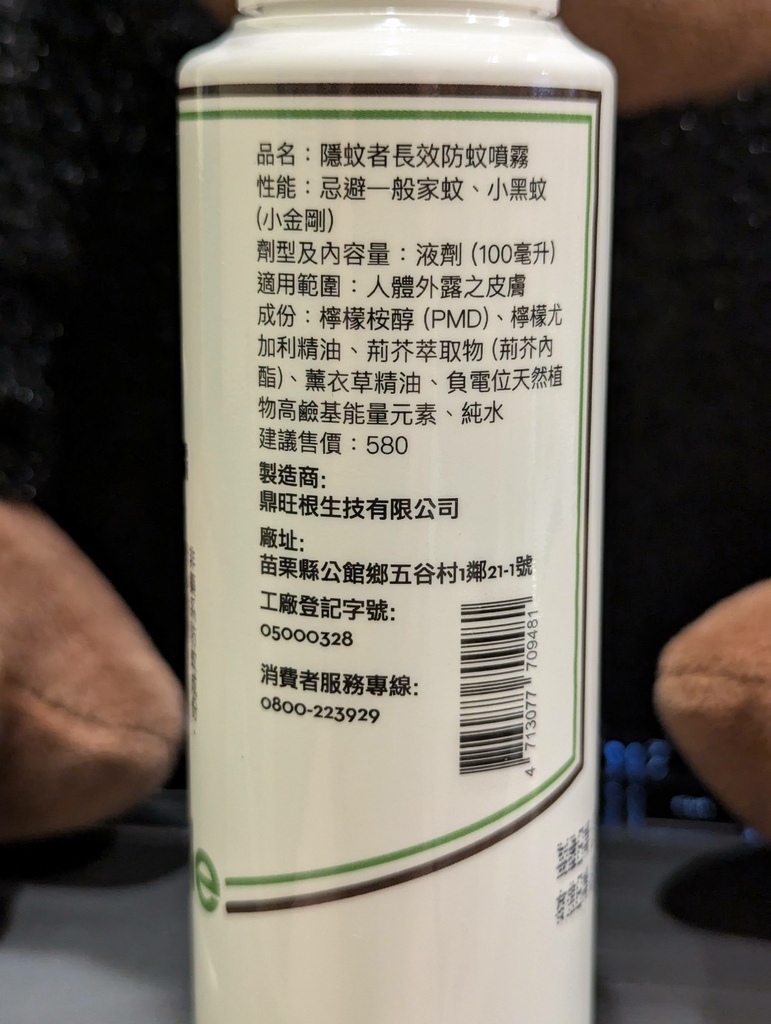 品名：隱蚊者長效防蚊噴霧
性能：忌避一般家蚊、小黑蚊
(小金剛)
劑型及內容量：液劑 (100毫升)
適用範圍：人體外露之皮膚
成份：檸檬桉醇 (PMD)、檸檬尤
加利精油、荊芥萃取物 (荊芥內
酯)、薰衣草精油、負電位天然植
物高鹼基能量元素、純水
建議售價：580
製造商:
鼎旺根生技有限公司
廠址:
苗栗縣公館鄉五谷村1鄰21-1號
工廠登記字號:
05000328
消費者服務專線:
0800-223929
4 713077 709481
e